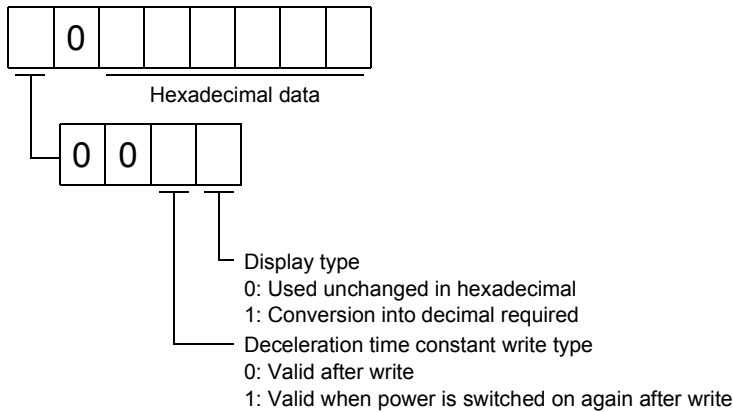 0
Hexadecimal data
0 0
Display type
0: Used unchanged in hexadecimal
1: Conversion into decimal required
Deceleration time constant write type
0: Valid after write
1: Valid when power is switched on again after write